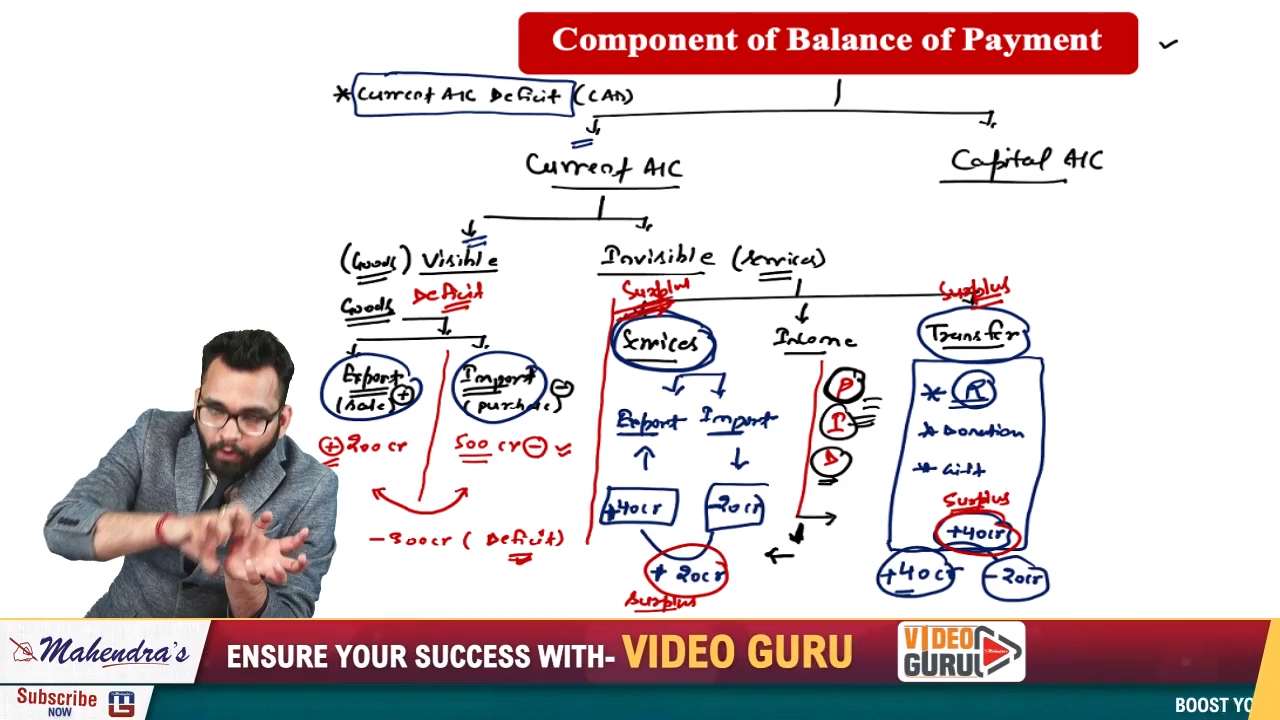 Component of Balance of Payment
* Current A/C Deficit (CAD)
Current A/C
Capital A/C
(Goods) Visible
Invisible (Services)
Goods
Deficit
Surplus
Surplus
Services
Income
Transfer
Export +
(Sale)
Import -
(purchase)
Export Import
P
I
D
* R
* Donation
* Gift
+ 200 cr
500 cr -
+40cr
-20cr
Surplus
+40cr
-300cr (Deficit)
+ 20cr
+40cr
-20cr
Surplus
Mahendra's
ENSURE YOUR SUCCESS WITH- VIDEO GURU
VIDEO
GURU
Subscribe
NOW
BOOST YO